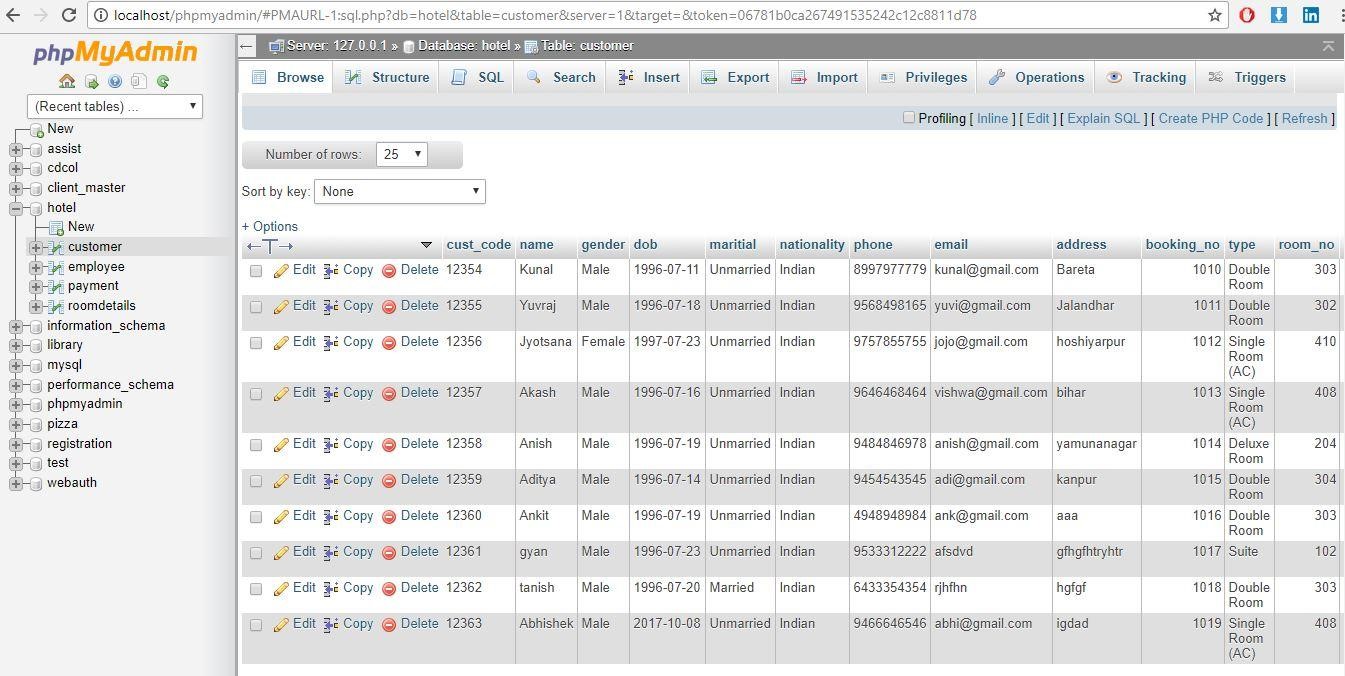 localhost/phpmyadmin/#PMAURL-1:sql.php?db=hotel&table=customer&server=1&target=&token=06781b0ca267491535242c12c8811d78
phpMyAdmin
(Recent tables) ...
New
assist
cdcol
client_master
hotel
New
customer
employee
payment
roomdetails
information_schema
library
mysql
performance_schema
phpmyadmin
pizza
registration
test
webauth
Server: 127.0.0.1 » Database: hotel » Table: customer
Browse Structure SQL Search Insert Export Import Privileges Operations Tracking Triggers
Profiling [ Inline ] [ Edit ] [ Explain SQL ] [ Create PHP Code ] [ Refresh ]
Number of rows: 25
Sort by key: None
+ Options
cust_code name gender dob maritial nationality phone email address booking_no type room_no
Edit Copy Delete 12354 Kunal Male 1996-07-11 Unmarried Indian 8997977779 kunal@gmail.com Bareta 1010 Double 303
Room
Edit Copy Delete 12355 Yuvraj Male 1996-07-18 Unmarried Indian 9568498165 yuvi@gmail.com Jalandhar 1011 Double 302
Room
Edit Copy Delete 12356 Jyotsana Female 1997-07-23 Unmarried Indian 9757855755 jojo@gmail.com hoshiyarpur 1012 Single 410
Room
(AC)
Edit Copy Delete 12357 Akash Male 1996-07-16 Unmarried Indian 9646468464 vishwa@gmail.com bihar 1013 Single 408
Room
(AC)
Edit Copy Delete 12358 Anish Male 1996-07-19 Unmarried Indian 9484846978 anish@gmail.com yamunanagar 1014 Deluxe 204
Room
Edit Copy Delete 12359 Aditya Male 1996-07-14 Unmarried Indian 9454543545 adi@gmail.com kanpur 1015 Double 304
Room
Edit Copy Delete 12360 Ankit Male 1996-07-19 Unmarried Indian 4948948984 ank@gmail.com aaa 1016 Double 303
Room
Edit Copy Delete 12361 gyan Male 1996-07-23 Unmarried Indian 9533312222 afsdvd gfhgfhtryhtr 1017 Suite 102
Edit Copy Delete 12362 tanish Male 1996-07-20 Married Indian 6433354354 rjhfhn hgfgf 1018 Double 303
Room
Edit Copy Delete 12363 Abhishek Male 2017-10-08 Unmarried Indian 9466646546 abhi@gmail.com igdad 1019 Single 408
Room
(AC)